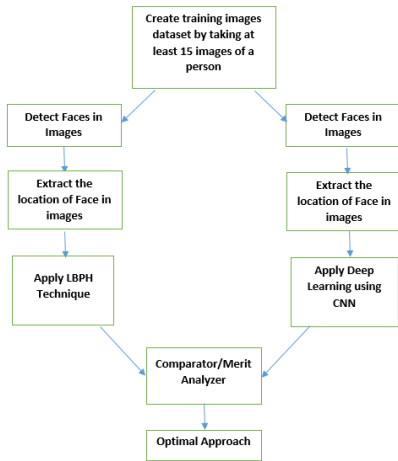 Create training images
dataset by taking at
least 15 images of a
person
Detect Faces in
Images
Detect Faces in
Images
Extract the
location of Face in
images
Extract the
location of Face in
images
Apply LBPH
Technique
Apply Deep
Learning using
CNN
Comparator/Merit
Analyzer
Optimal Approach